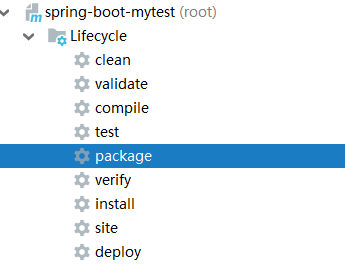 spring-boot-mytest (root)
Lifecycle
clean
validate
compile
test
package
verify
install
site
deploy